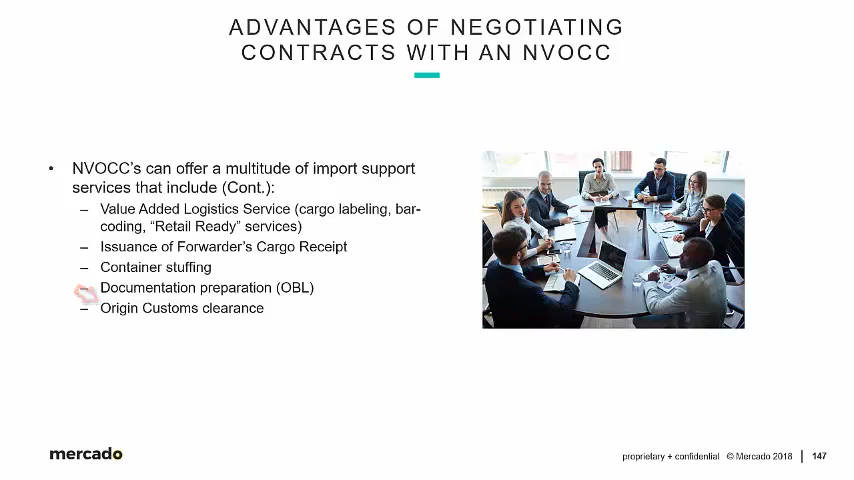 ADVANTAGES OF NEGOTIATING
CONTRACTS WITH AN NVOCC
• NVOCC's can offer a multitude of import support
services that include (Cont.):
– Value Added Logistics Service (cargo labeling, bar-
coding, “Retail Ready” services)
– Issuance of Forwarder's Cargo Receipt
– Container stuffing
– Documentation preparation (OBL)
– Origin Customs clearance
mercado
proprietary + confidential © Mercado 2018 | 147